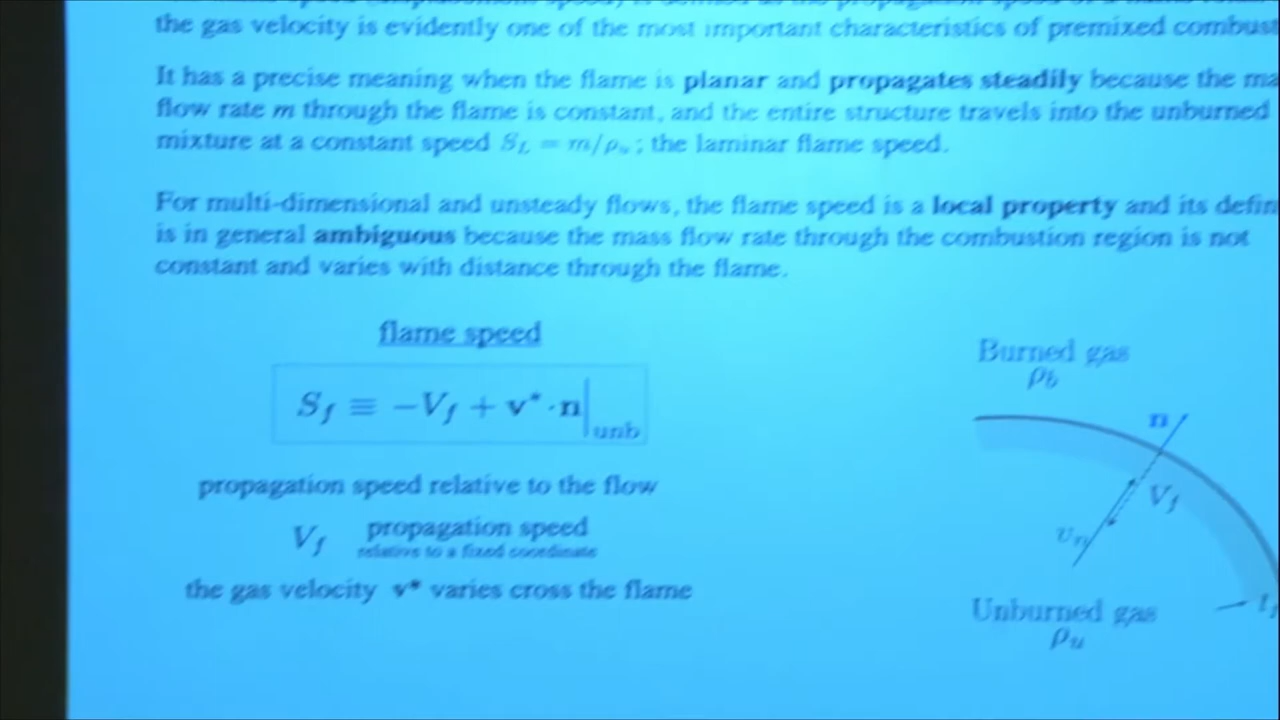 the gas velocity is evidently one of the most important characteristics of premixed combust
It has a precise meaning when the flame is planar and propagates steadily because the ma
flow rate m through the flame is constant, and the entire structure travels into the unburned
mixture at a constant speed S_L = m/ρ_u; the laminar flame speed.
For multi-dimensional and unsteady flows, the flame speed is a local property and its defin
is in general ambiguous because the mass flow rate through the combustion region is not
constant and varies with distance through the flame.
flame speed
S_f ≡ −V_f + v* · n|_unb
propagation speed relative to the flow
V_f propagation speed
relative to a fixed coordinate
the gas velocity v* varies cross the flame
Burned gas
ρ_b
n
V_f
v_n
Unburned gas
ρ_u